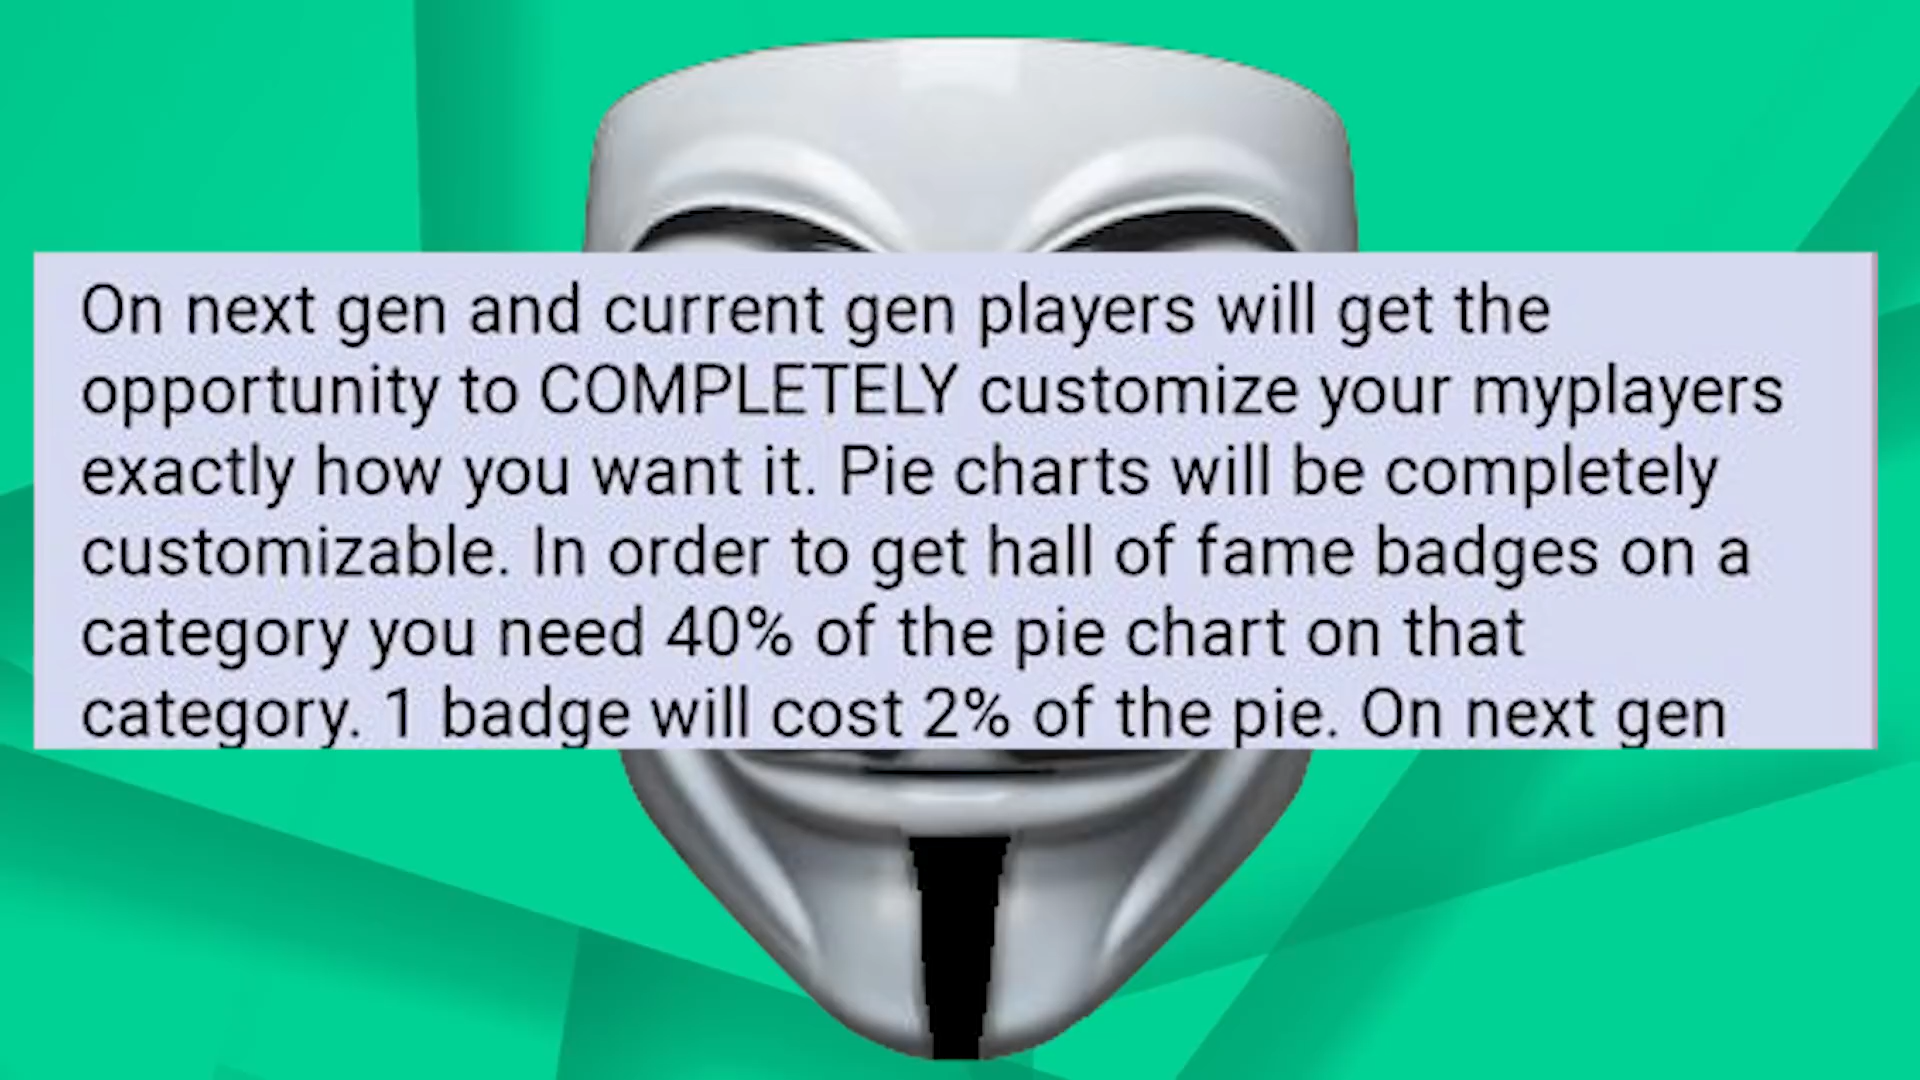 On next gen and current gen players will get the
opportunity to COMPLETELY customize your myplayers
exactly how you want it. Pie charts will be completely
customizable. In order to get hall of fame badges on a
category you need 40% of the pie chart on that
category. 1 badge will cost 2% of the pie. On next gen